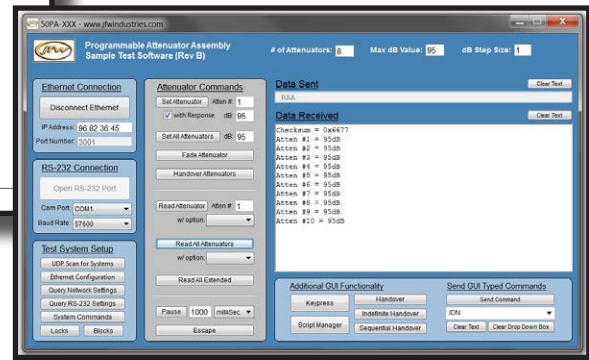 50PA-XXX - www.jfwindustries.com
JFW
Programmable Attenuator Assembly
Sample Test Software (Rev B)
# of Attenuators: 8
Max dB Value: 95
dB Step Size: 1
Ethernet Connection
Disconnect Ethernet
IP Address: 96.82.36.45
Port Number: 3001
RS-232 Connection
Open RS-232 Port
Com Port: COM1
Baud Rate: 57600
Test System Setup
UDP Scan for Systems
Ethernet Configuration
Query Network Settings
Query RS-232 Settings
System Commands
Locks Blocks
Attenuator Commands
Set Attenuator Atten #: 1
with Response dB: 95
Set All Attenuators dB: 95
Fade Attenuator
Handover Attenuators
Read Attenuator Atten #: 1
w/ option:
Read All Attenuators
w/ option:
Read All Extended
Pause 1000 milliSec
Escape
Data Sent
Clear Text
RAA
Data Received
Clear Text
Checksum = 0x6677
Atten #1 = 95dB
Atten #2 = 95dB
Atten #3 = 95dB
Atten #4 = 95dB
Atten #5 = 95dB
Atten #6 = 95dB
Atten #7 = 95dB
Atten #8 = 95dB
Atten #9 = 95dB
Atten #10 = 95dB
Additional GUI Functionality
Keypress
Handover
Indefinite Handover
Script Manager
Sequential Handover
Send GUI Typed Commands
Send Command
IDN
Clear Text Clear Drop Down Box